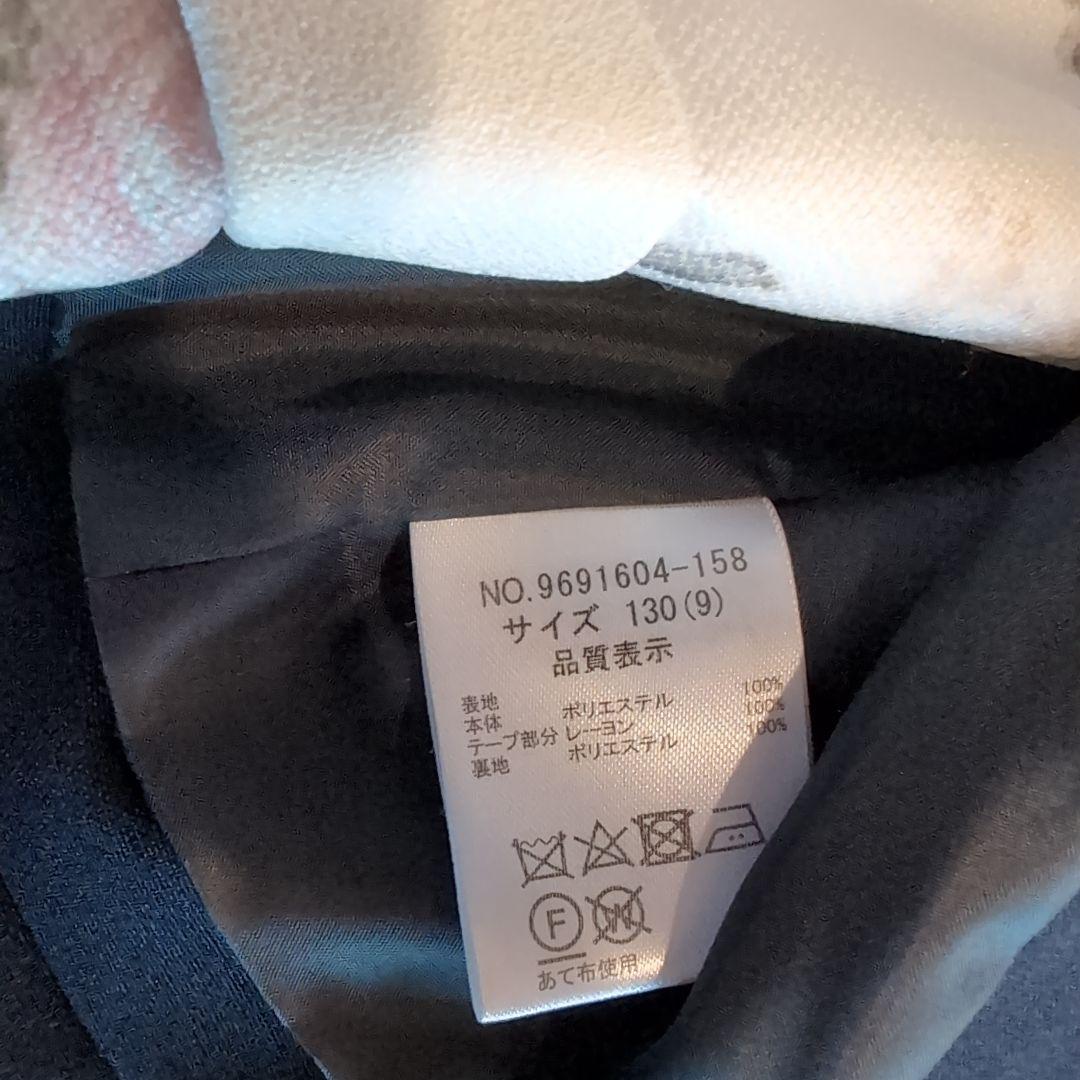 NO.9691604-158
サイズ 130(9)
品質表示
表地
本体 ポリエステル 100%
テープ部分 レーヨン 100%
裏地 ポリエステル 100%
F
W
あて布使用